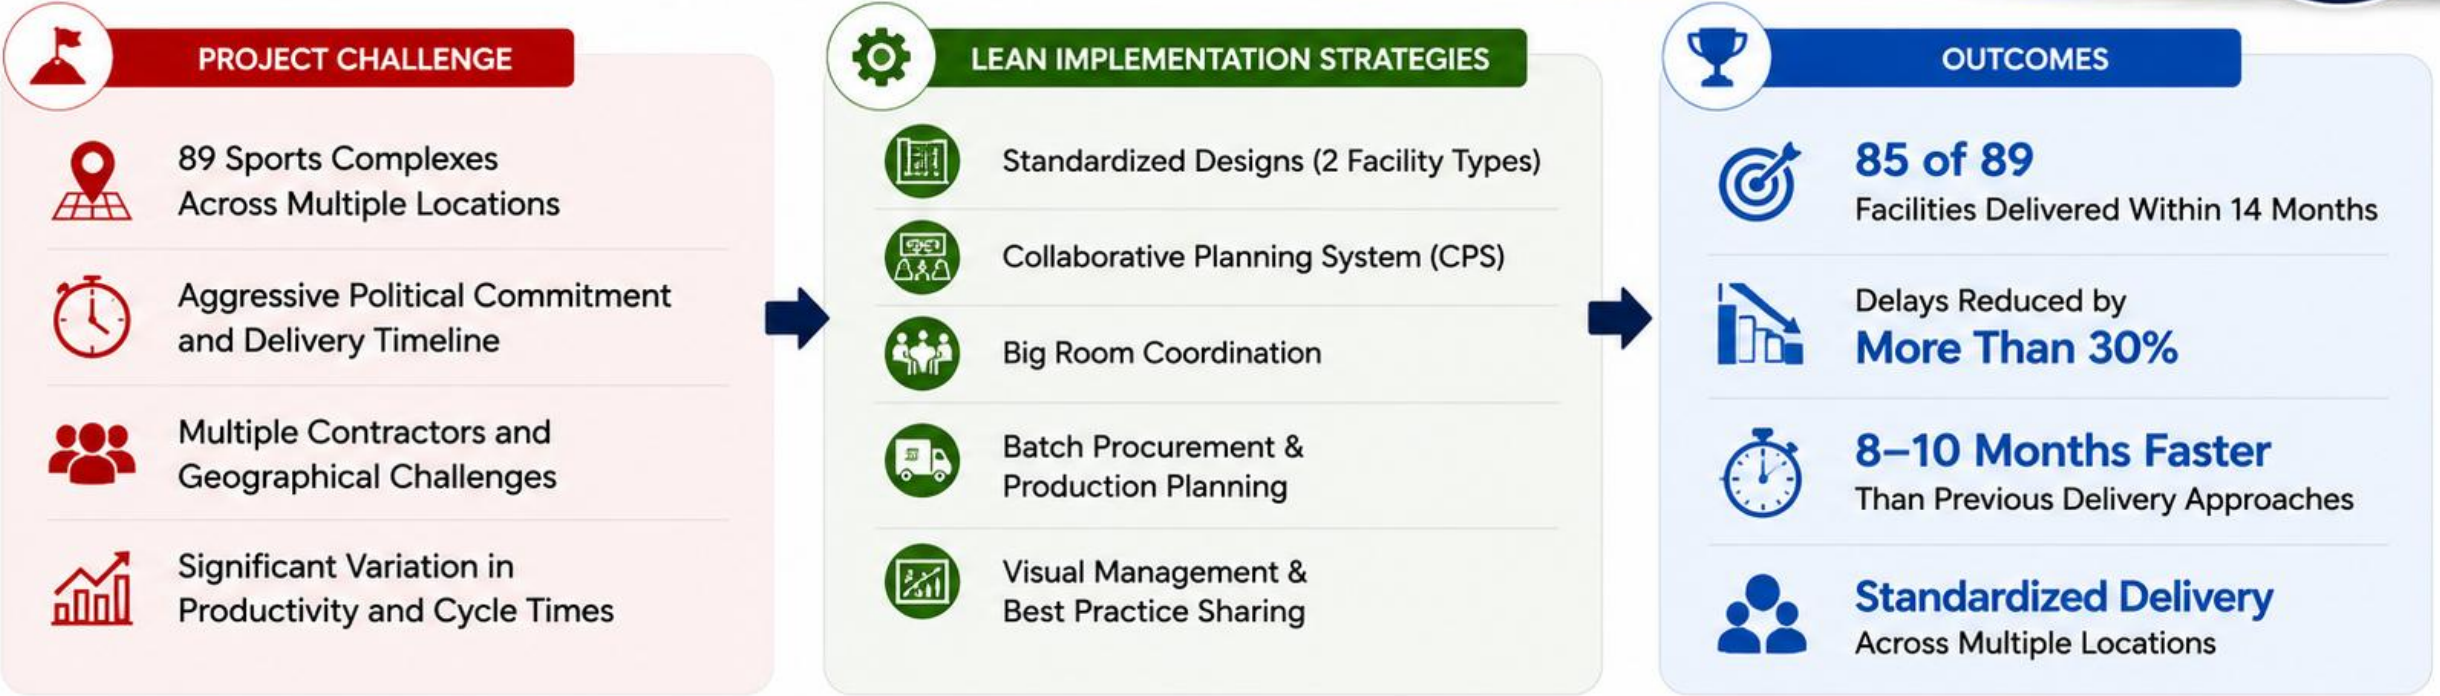 PROJECT CHALLENGE
89 Sports Complexes
Across Multiple Locations
Aggressive Political Commitment
and Delivery Timeline
Multiple Contractors and
Geographical Challenges
Significant Variation in
Productivity and Cycle Times
LEAN IMPLEMENTATION STRATEGIES
Standardized Designs (2 Facility Types)
Collaborative Planning System (CPS)
Big Room Coordination
Batch Procurement &
Production Planning
Visual Management &
Best Practice Sharing
OUTCOMES
85 of 89
Facilities Delivered Within 14 Months
Delays Reduced by
More Than 30%
8–10 Months Faster
Than Previous Delivery Approaches
Standardized Delivery
Across Multiple Locations